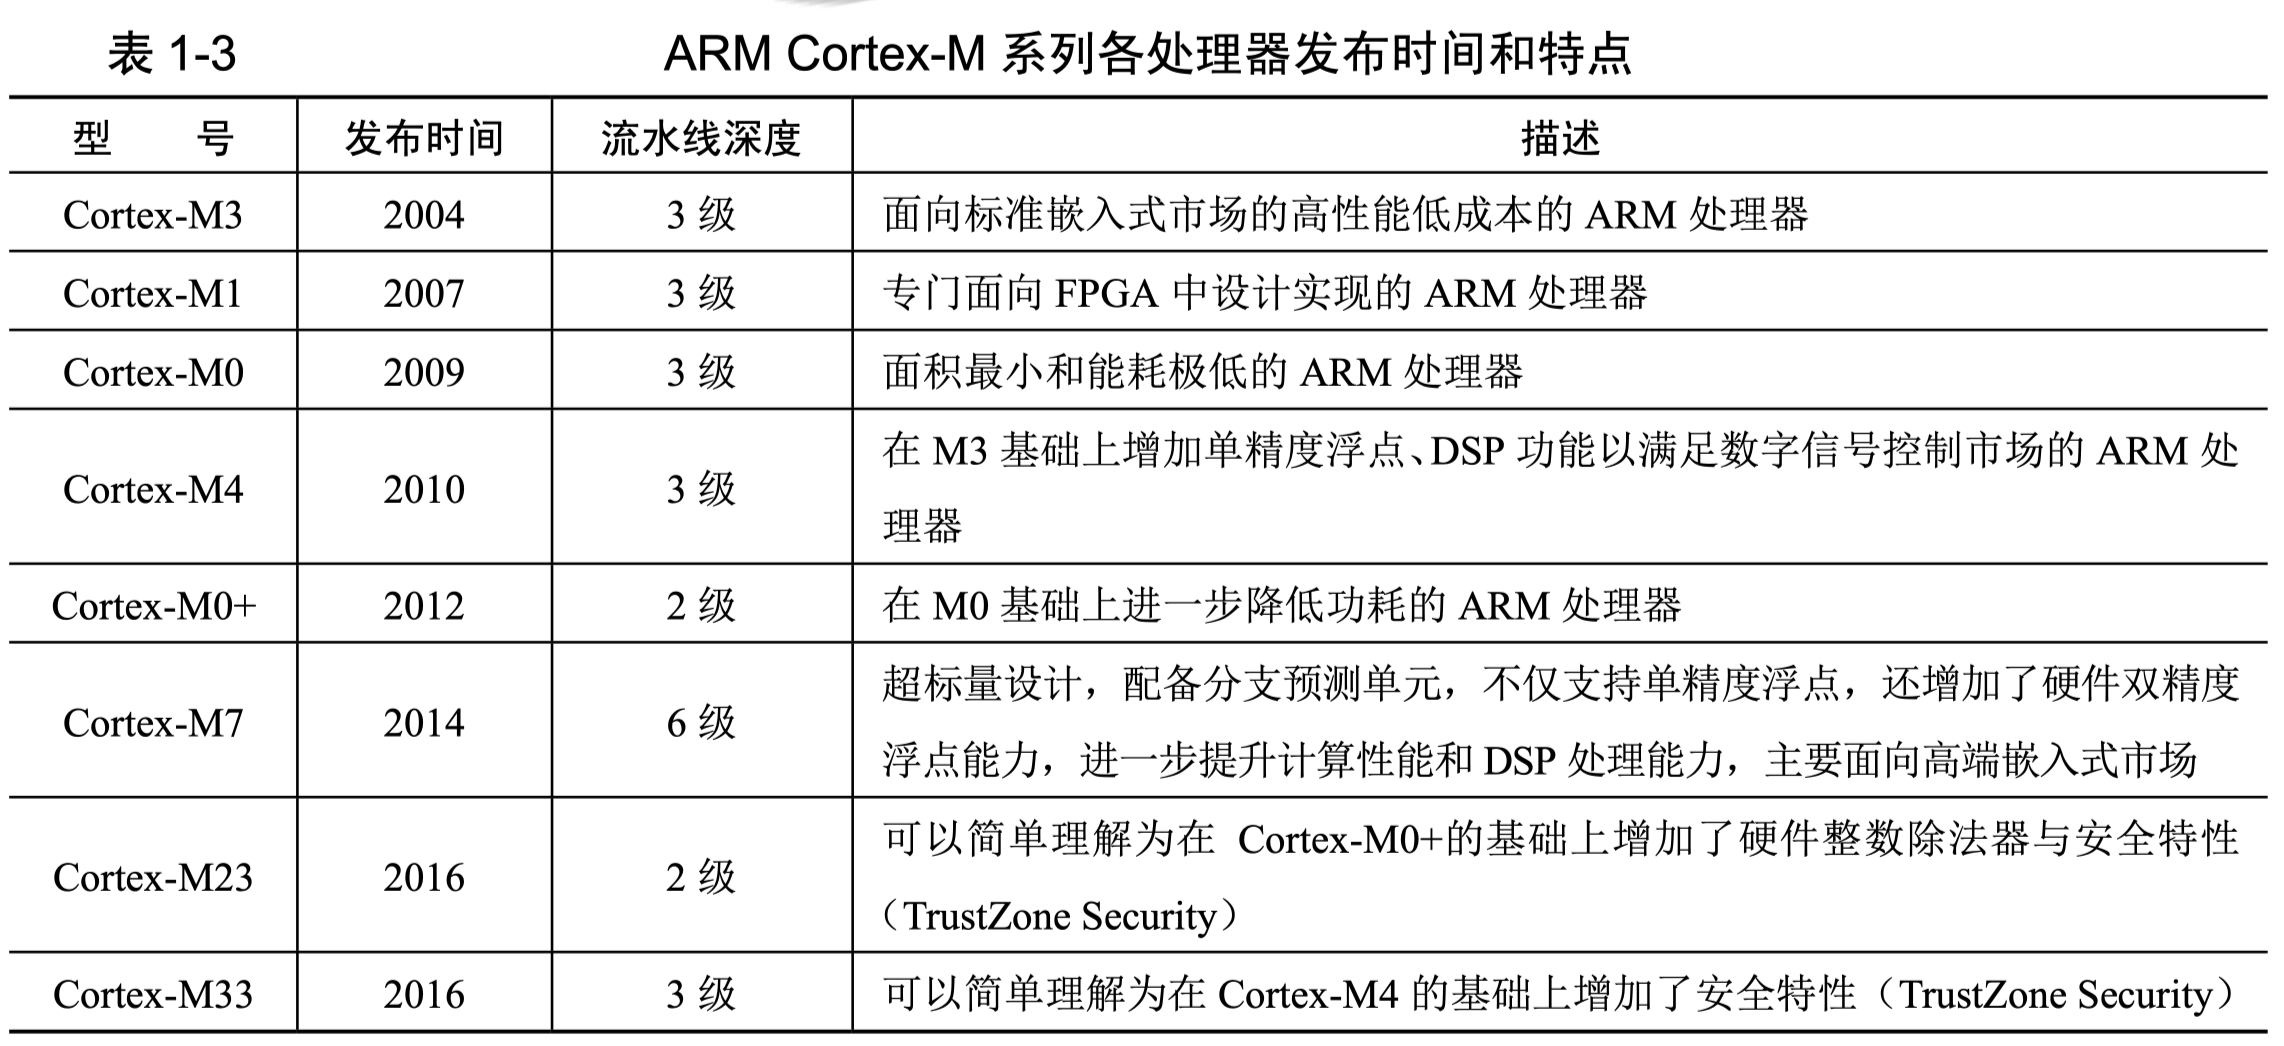 表 1-3 ARM Cortex-M 系列各处理器发布时间和特点
型 号 发布时间 流水线深度 描述
Cortex-M3 2004 3 级 面向标准嵌入式市场的高性能低成本的 ARM 处理器
Cortex-M1 2007 3 级 专门面向 FPGA 中设计实现的 ARM 处理器
Cortex-M0 2009 3 级 面积最小和能耗极低的 ARM 处理器
Cortex-M4 2010 3 级 在 M3 基础上增加单精度浮点、DSP 功能以满足数字信号控制市场的 ARM 处
理器
Cortex-M0+ 2012 2 级 在 M0 基础上进一步降低功耗的 ARM 处理器
Cortex-M7 2014 6 级 超标量设计，配备分支预测单元，不仅支持单精度浮点，还增加了硬件双精度
浮点能力，进一步提升计算性能和 DSP 处理能力，主要面向高端嵌入式市场
Cortex-M23 2016 2 级 可以简单理解为在 Cortex-M0+的基础上增加了硬件整数除法器与安全特性
（TrustZone Security）
Cortex-M33 2016 3 级 可以简单理解为在 Cortex-M4 的基础上增加了安全特性（TrustZone Security）